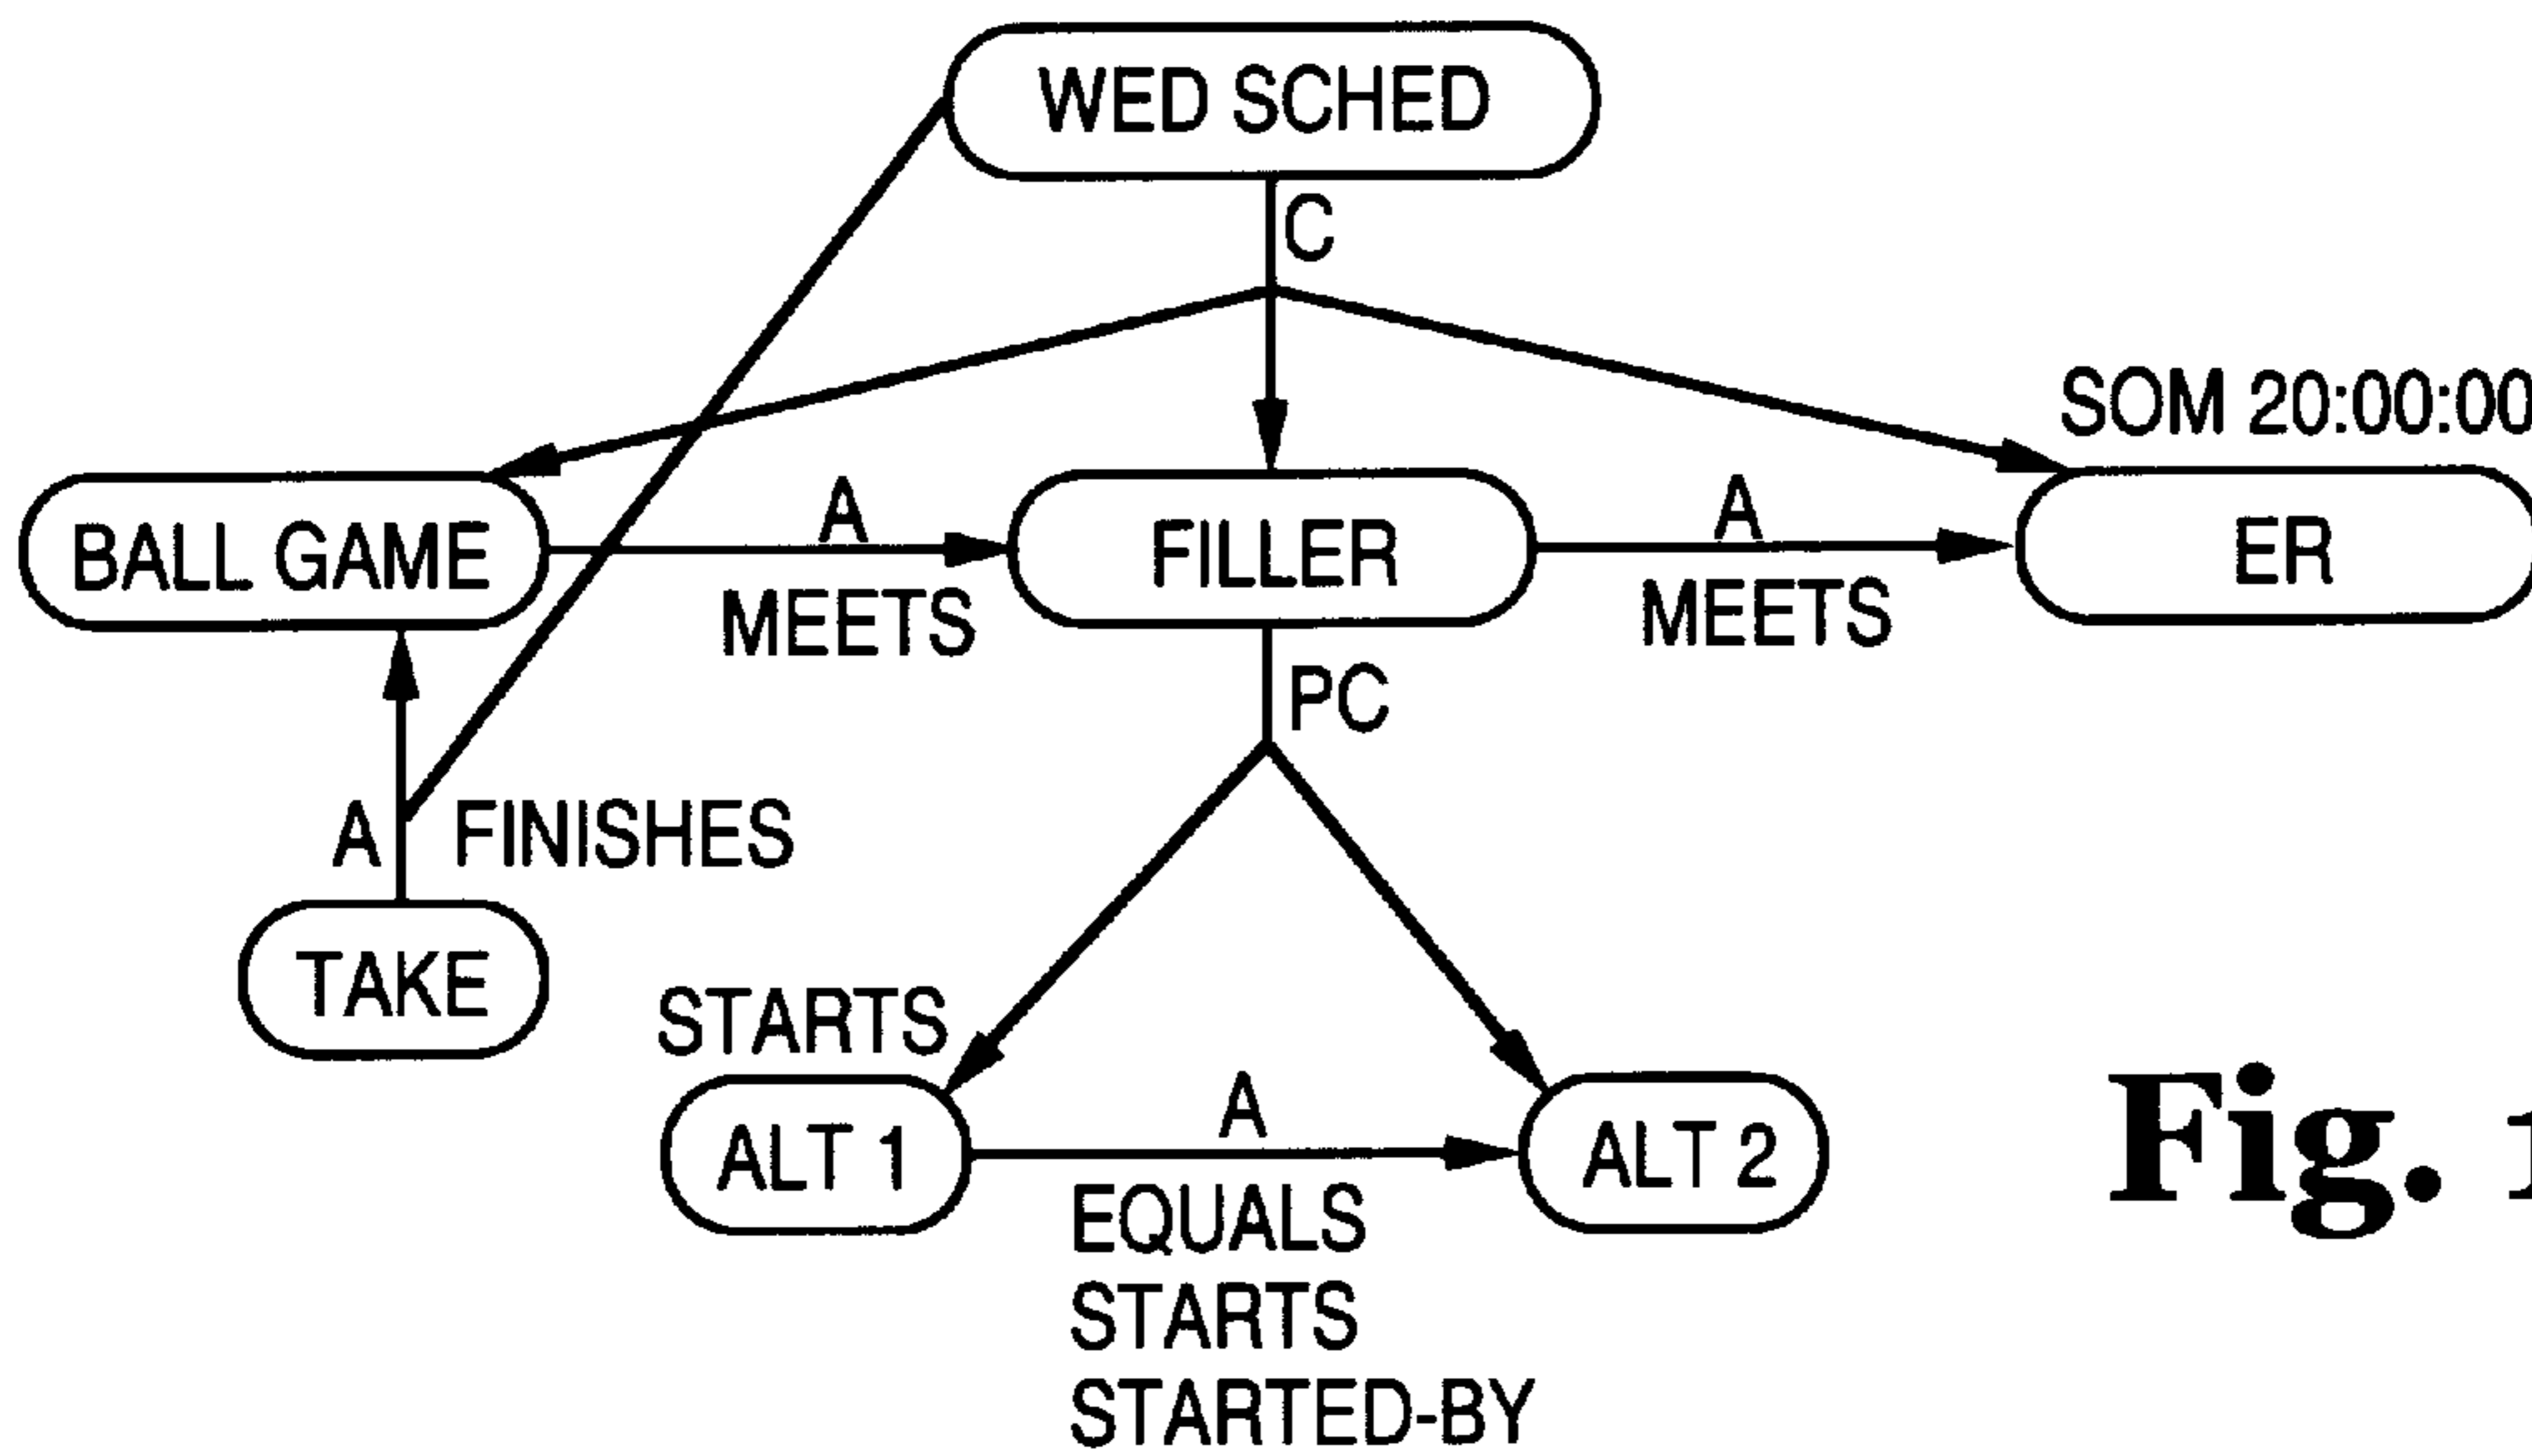 WED SCHED
C
SOM 20:00:00
BALL GAME
A
MEETS
FILLER
A
MEETS
ER
PC
A
FINISHES
TAKE
STARTS
ALT 1
A
EQUALS
STARTS
STARTED-BY
ALT 2
Fig.